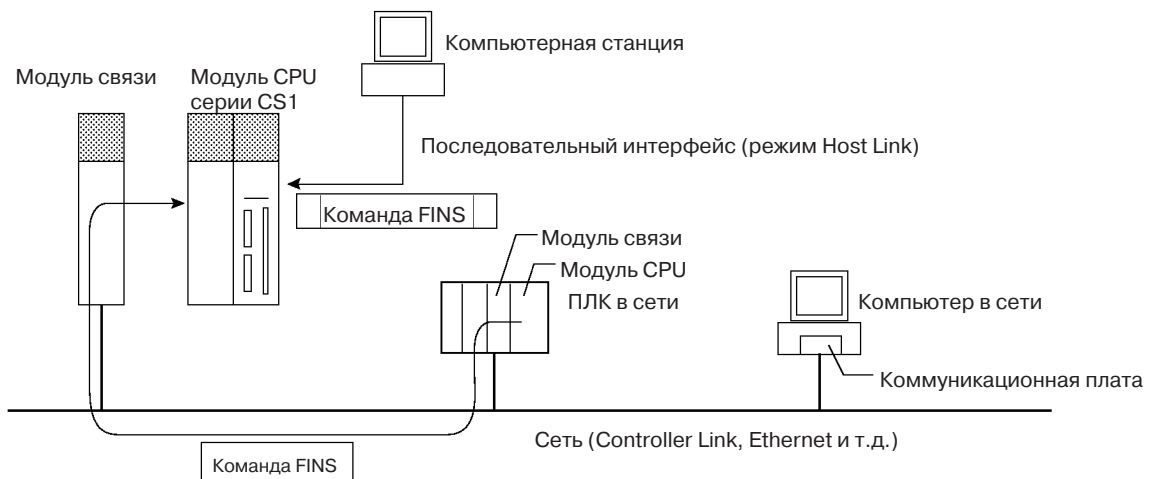 Компьютерная станция
Модуль связи
Модуль CPU
серии CS1
Последовательный интерфейс (режим Host Link)
Команда FINS
Модуль связи
Модуль CPU
ПЛК в сети
Компьютер в сети
Коммуникационная плата
Сеть (Controller Link, Ethernet и т.д.)
Команда FINS